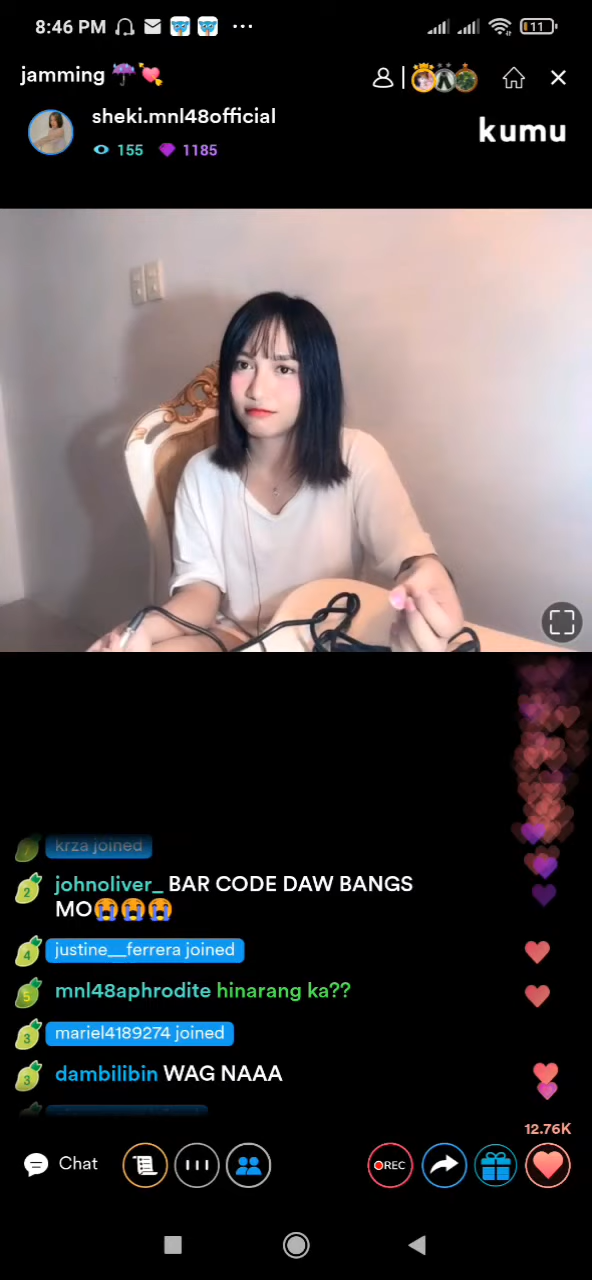 8:46 PM
11
jamming
sheki.mnl48official
155
1185
kumu
krza joined
johnoliver_ BAR CODE DAW BANGS
MO😭😭😭
justine__ferrera joined
mnl48aphrodite hinarang ka??
mariel4189274 joined
dambilibin WAG NAAA
12.76K
Chat
REC